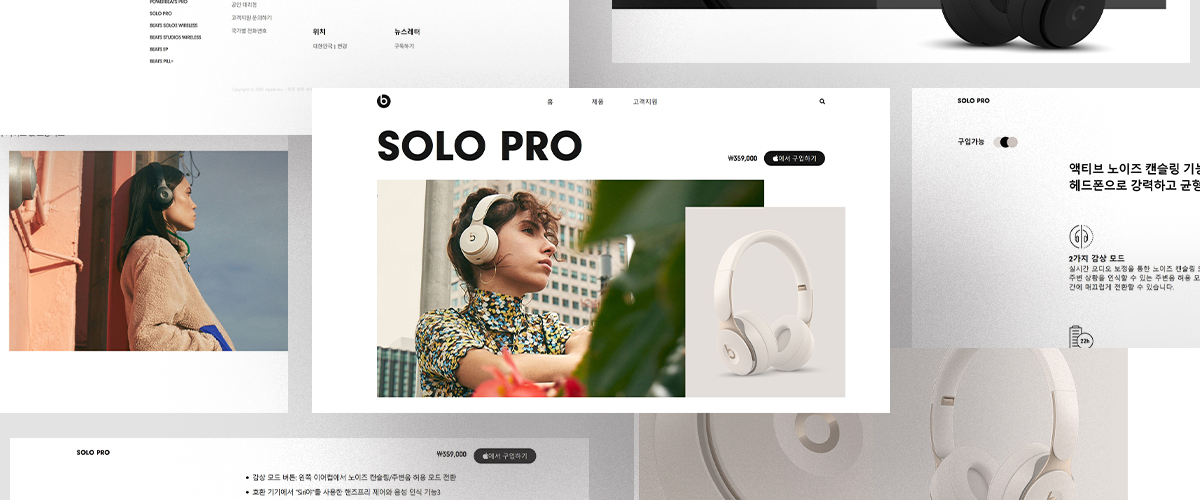 POWERBEATS PRO
SOLO PRO
BEATS SOLO3 WIRELESS
BEATS STUDIO3 WIRELESS
BEATS EP
BEATS PILL+
공인 대리점
고객지원 문의하기
국가별 전화번호
위치
대한민국 | 변경
뉴스레터
구독하기
홈
제품
고객지원
SOLO PRO
₩359,000
에서 구입하기
SOLO PRO
구입가능
액티브 노이즈 캔슬링 기능
헤드폰으로 강력하고 균형
2가지 감상 모드
실시간 오디오 보정을 통한 노이즈 캔슬링
주변 상황을 인식할 수 있는 주변음 허용 모
간에 매끄럽게 전환할 수 있습니다.
22h
SOLO PRO
₩359,000
에서 구입하기
• 감상 모드 버튼: 왼쪽 이어컵에서 노이즈 캔슬링/주변음 허용 모드 전환
• 호환 기기에서 "Siri야"를 사용한 핸즈프리 제어와 음성 인식 기능3